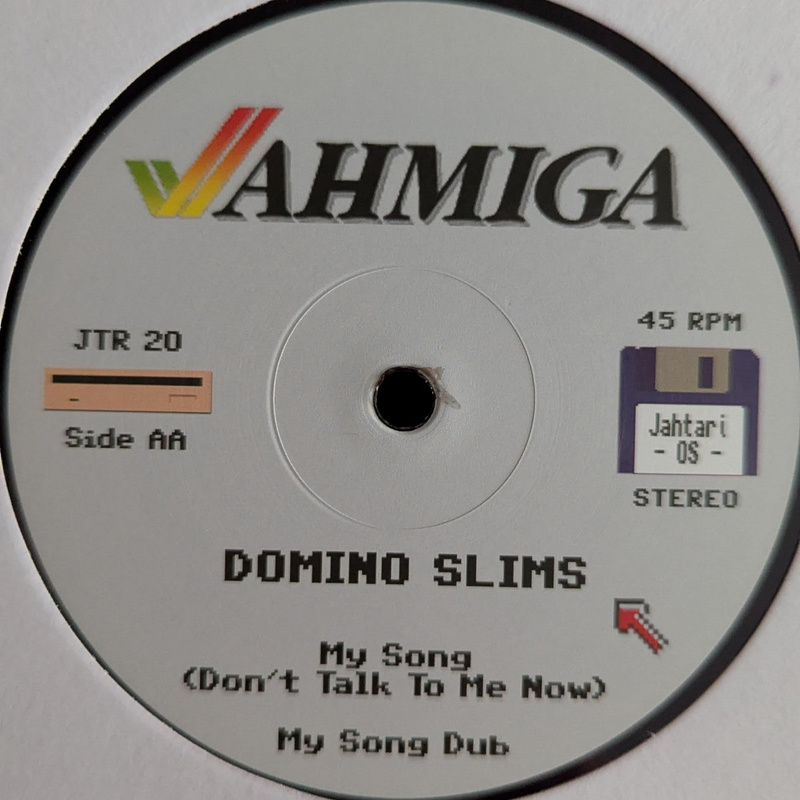 AHMIGA
JTR 20
Side AA
45 RPM
Jahtari
- OS -
STEREO
DOMINO SLIMS
My Song
(Don't Talk To Me Now)
My Song Dub